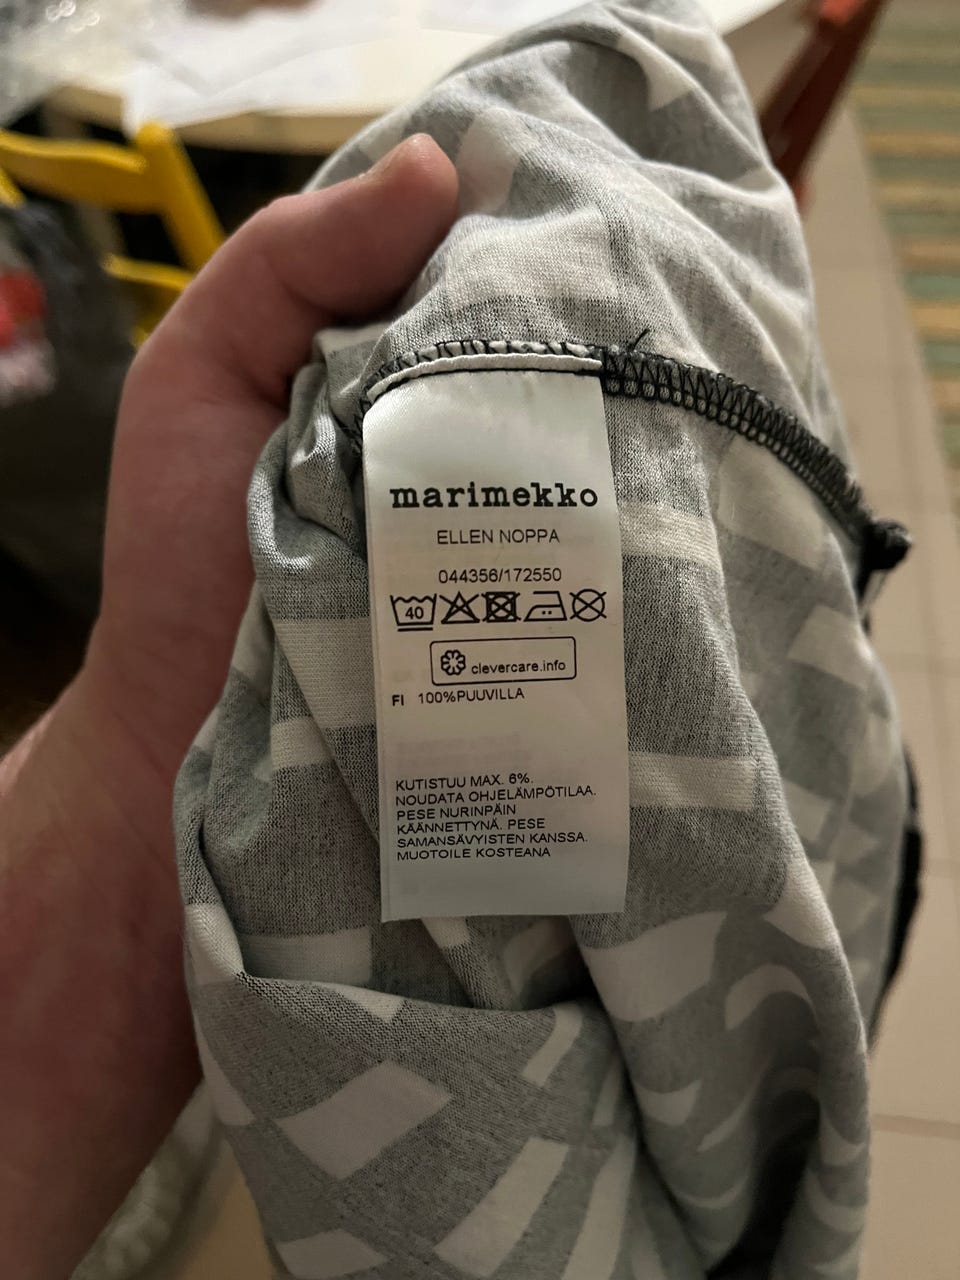 marimekko
ELLEN NOPPA
044356/172550
40
clevercare.info
FI 100%PUUVILLA
KUTISTUU MAX. 6%.
NOUDATA OHJELÄMPÖTILAA.
PESE NURINPÄIN
KÄÄNNETTYNÄ. PESE
SAMANSÄVYISTEN KANSSA.
MUOTOILE KOSTEANA